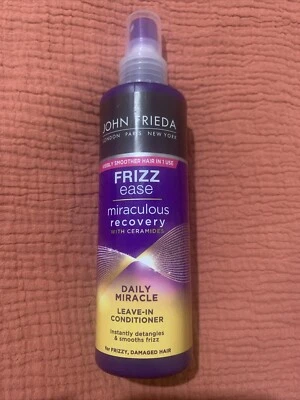 JOHN FRIEDA
LONDON PARIS NEW YORK
VISIBLY SMOOTHER HAIR IN 1 USE
FRIZZ
ease
miraculous
recovery
WITH CERAMIDES
DAILY
MIRACLE
LEAVE-IN
CONDITIONER
Instantly detangles
& smooths frizz
for FRIZZY, DAMAGED HAIR